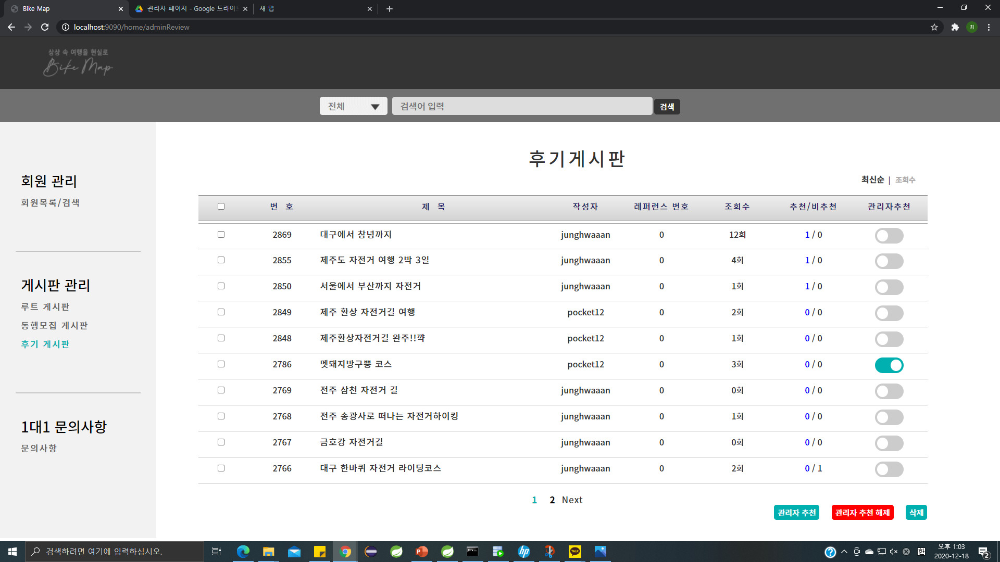 Bike Map
관리자 페이지 - Google 드라이브
새 탭
localhost:9090/home/adminReview
최
상상 속 여행을 현실로
Bike Map
전체
검색어 입력
검색
회원 관리
회원목록/검색
게시판 관리
루트 게시판
동행모집 게시판
후기 게시판
1대1 문의사항
문의사항
후기게시판
최신순 | 조회수
번 호 제 목 작성자 레퍼런스 번호 조회수 추천/비추천 관리자추천
2869 대구에서 창녕까지 junghwaaan 0 12회 1 / 0
2855 제주도 자전거 여행 2박 3일 junghwaaan 0 4회 1 / 0
2850 서울에서 부산까지 자전거 junghwaaan 0 1회 1 / 0
2849 제주 환상 자전거길 여행 pocket12 0 2회 0 / 0
2848 제주환상자전거길 완주!!꺅 pocket12 0 1회 0 / 0
2786 멧돼지방구뿡 코스 pocket12 0 3회 0 / 0
2769 전주 삼천 자전거 길 junghwaaan 0 0회 0 / 0
2768 전주 송광사로 떠나는 자전거하이킹 junghwaaan 0 1회 0 / 0
2767 금호강 자전거길 junghwaaan 0 0회 0 / 0
2766 대구 한바퀴 자전거 라이딩코스 junghwaaan 0 2회 0 / 1
1 2 Next
관리자 추천
관리자 추천 해제
삭제
검색하려면 여기에 입력하십시오.
TALK
한
오후 1:03
2020-12-18
2